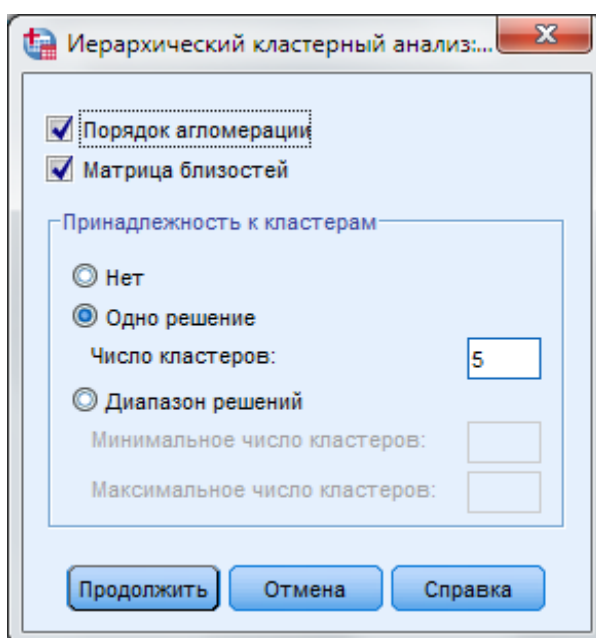 Иерархический кластерный анализ:...
Порядок агломерации
Матрица близостей
Принадлежность к кластерам
Нет
Одно решение
Число кластеров: 5
Диапазон решений
Минимальное число кластеров:
Максимальное число кластеров:
Продолжить Отмена Справка